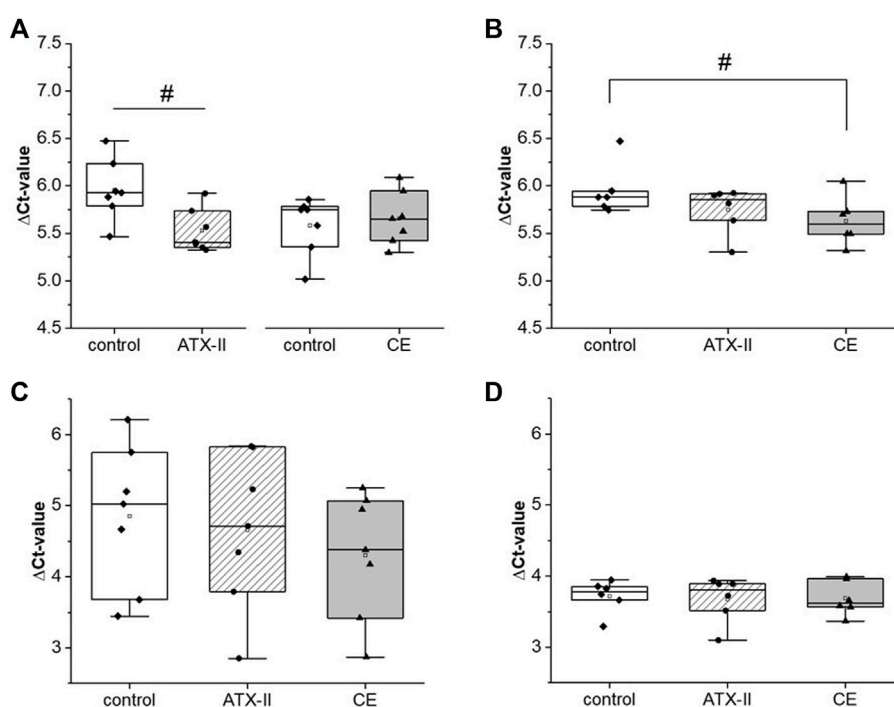 A
B
7.5
7.0
6.5
6.0
5.5
5.0
4.5
ΔCt-value
#
control
ATX-II
control
CE
7.5
7.0
6.5
6.0
5.5
5.0
4.5
ΔCt-value
#
control
ATX-II
CE
C
D
6
5
4
3
ΔCt-value
control
ATX-II
CE
6
5
4
3
ΔCt-value
control
ATX-II
CE